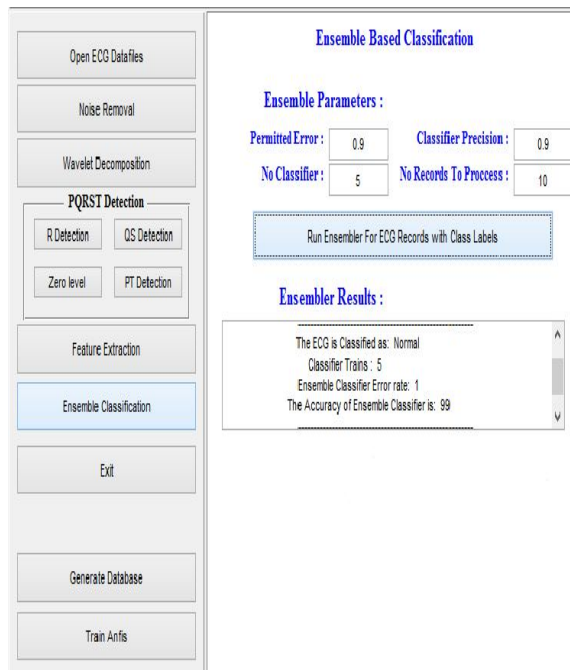 Open ECG Datafiles
Noise Removal
Wavelet Decomposition
PQRST Detection
R Detection
QS Detection
Zero level
PT Detection
Feature Extraction
Ensemble Classification
Exit
Generate Database
Train Anfis
Ensemble Based Classification
Ensemble Parameters :
Permitted Error : 0.9 Classifier Precision : 0.9
No Classifier : 5 No Records To Proccess : 10
Run Ensembler For ECG Records with Class Labels
Ensembler Results :
The ECG is Classified as: Normal
Classifier Trains : 5
Ensemble Classifier Error rate: 1
The Accuracy of Ensemble Classifier is: 99